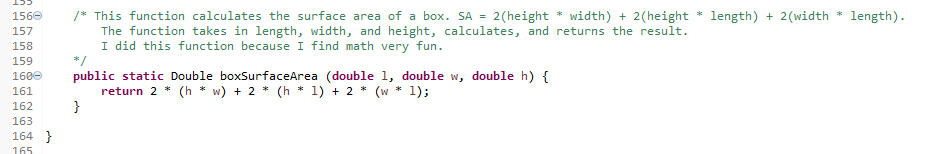 155
156 /* This function calculates the surface area of a box. SA = 2(height * width) + 2(height * length) + 2(width * length).
157 The function takes in length, width, and height, calculates, and returns the result.
158 I did this function because I find math very fun.
159 */
160 public static Double boxSurfaceArea (double l, double w, double h) {
161 return 2 * (h * w) + 2 * (h * l) + 2 * (w * l);
162 }
163
164 }
165